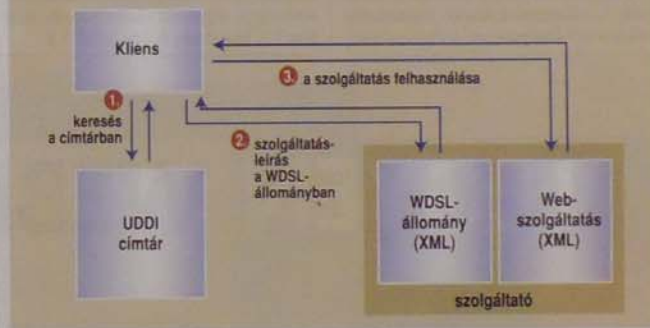 Kliens
3. a szolgáltatás felhasználása
1.
keresés
a címtárban
2. szolgáltatás-
leírás
a WDSL-
állományban
UDDI
címtár
WDSL-
állomány
(XML)
Web-
szolgáltatás
(XML)
szolgáltató